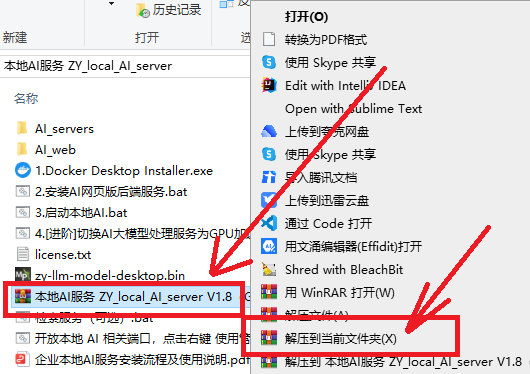 历史记录
新建
打开
选
本地AI服务 ZY_local_AI_server
名称
AI_servers
AI_web
1.Docker Desktop Installer.exe
2.安装AI网页版后端服务.bat
3.启动本地AI.bat
4.[进阶]切换AI大模型处理服务为GPU加
license.txt
zy-llm-model-desktop.bin
本地AI服务 ZY_local_AI_server V1.8
检索服务（可选）.bat
开放本地 AI 相关端口，点击右键 使用管
企业本地AI服务安装流程及使用说明.pdf
打开(O)
转换为PDF格式
使用 Skype 共享
Edit with IntelliJ IDEA
Open with Sublime Text
上传到夸克网盘
使用 Skype 共享
导入腾讯文档
上传到迅雷云盘
通过 Code 打开
用文涌编辑器(Effidit)打开
Shred with BleachBit
用 WinRAR 打开(W)
解压文件(A)
解压到当前文件夹(X)
解压到 本地AI服务 ZY_local_AI_server V1.8